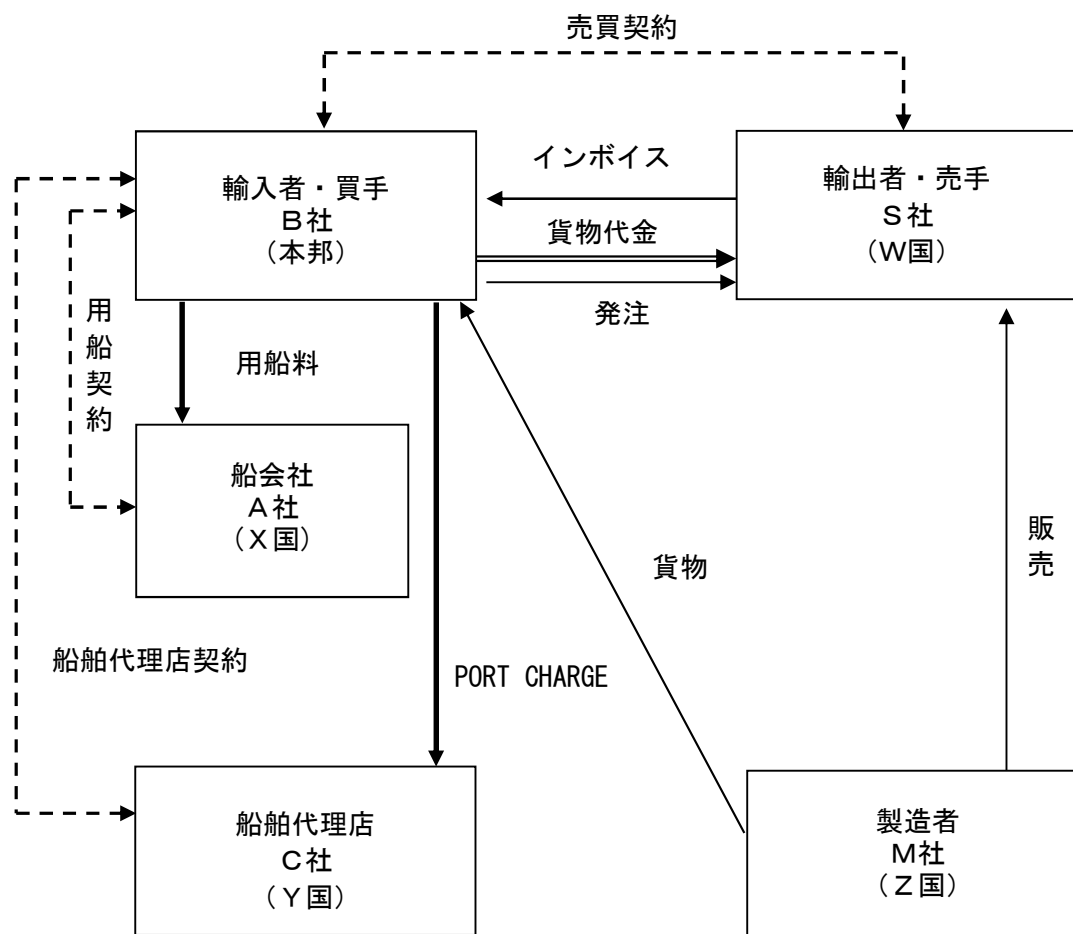 売買契約
輸入者・買手
Ｂ社
（本邦）
インボイス
貨物代金
発注
輸出者・売手
Ｓ社
（Ｗ国）
用船契約
用船料
船会社
Ａ社
（Ｘ国）
貨物
販売
船舶代理店契約
PORT CHARGE
船舶代理店
Ｃ社
（Ｙ国）
製造者
Ｍ社
（Ｚ国）